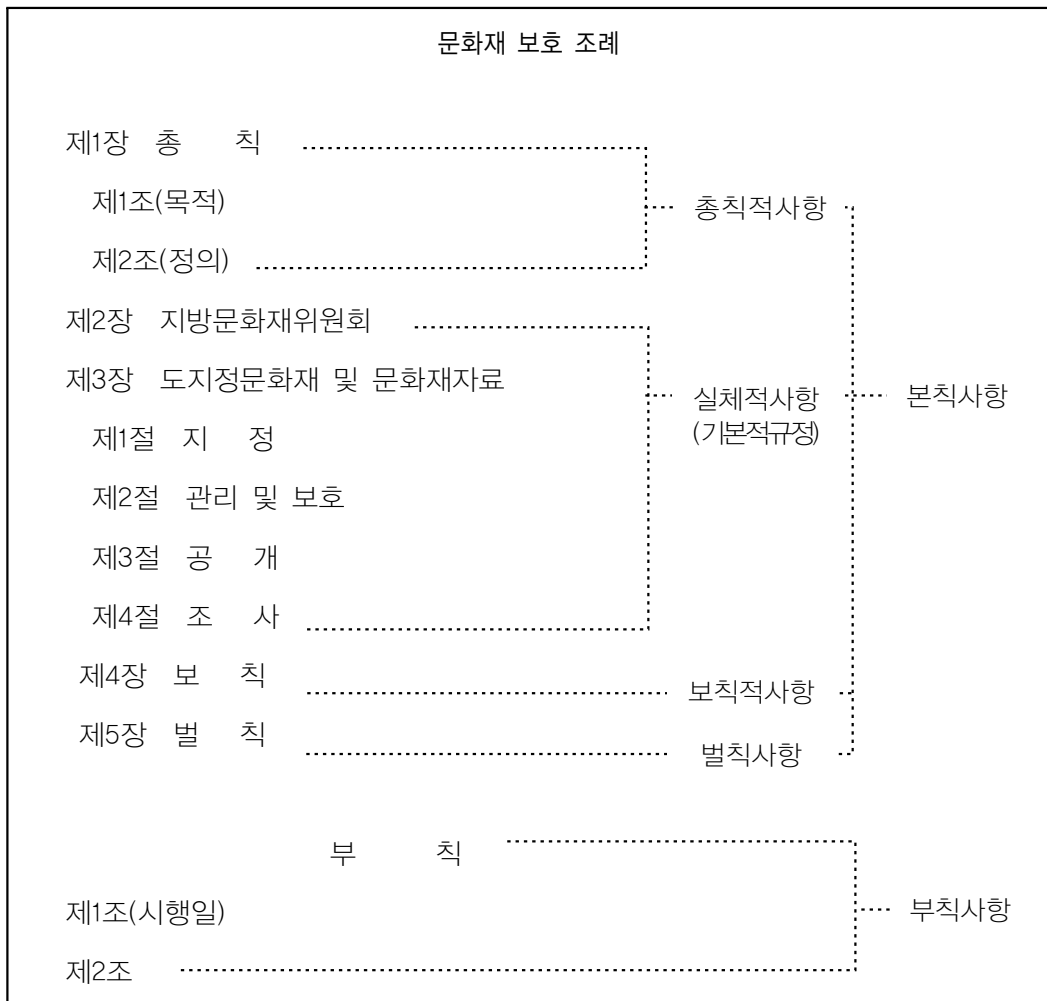 문화재 보호 조례
제1장 총 칙
제1조(목적)
총칙적사항
제2조(정의)
제2장 지방문화재위원회
제3장 도지정문화재 및 문화재자료
실체적사항
본칙사항
(기본적규정)
제1절 지 정
제2절 관리 및 보호
제3절 공 개
제4절 조 사
제4장 보 칙
보칙적사항
제5장 벌 칙
벌칙사항
부 칙
제1조(시행일)
부칙사항
제2조